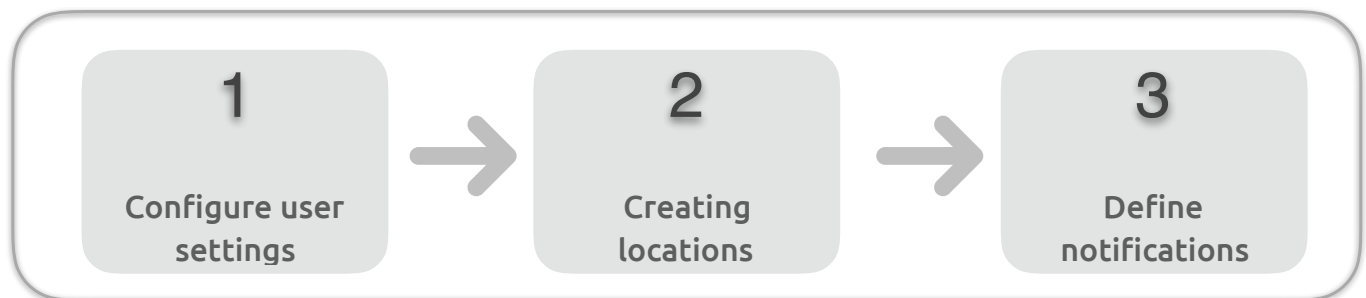 1
Configure user
settings
2
Creating
locations
3
Define
notifications